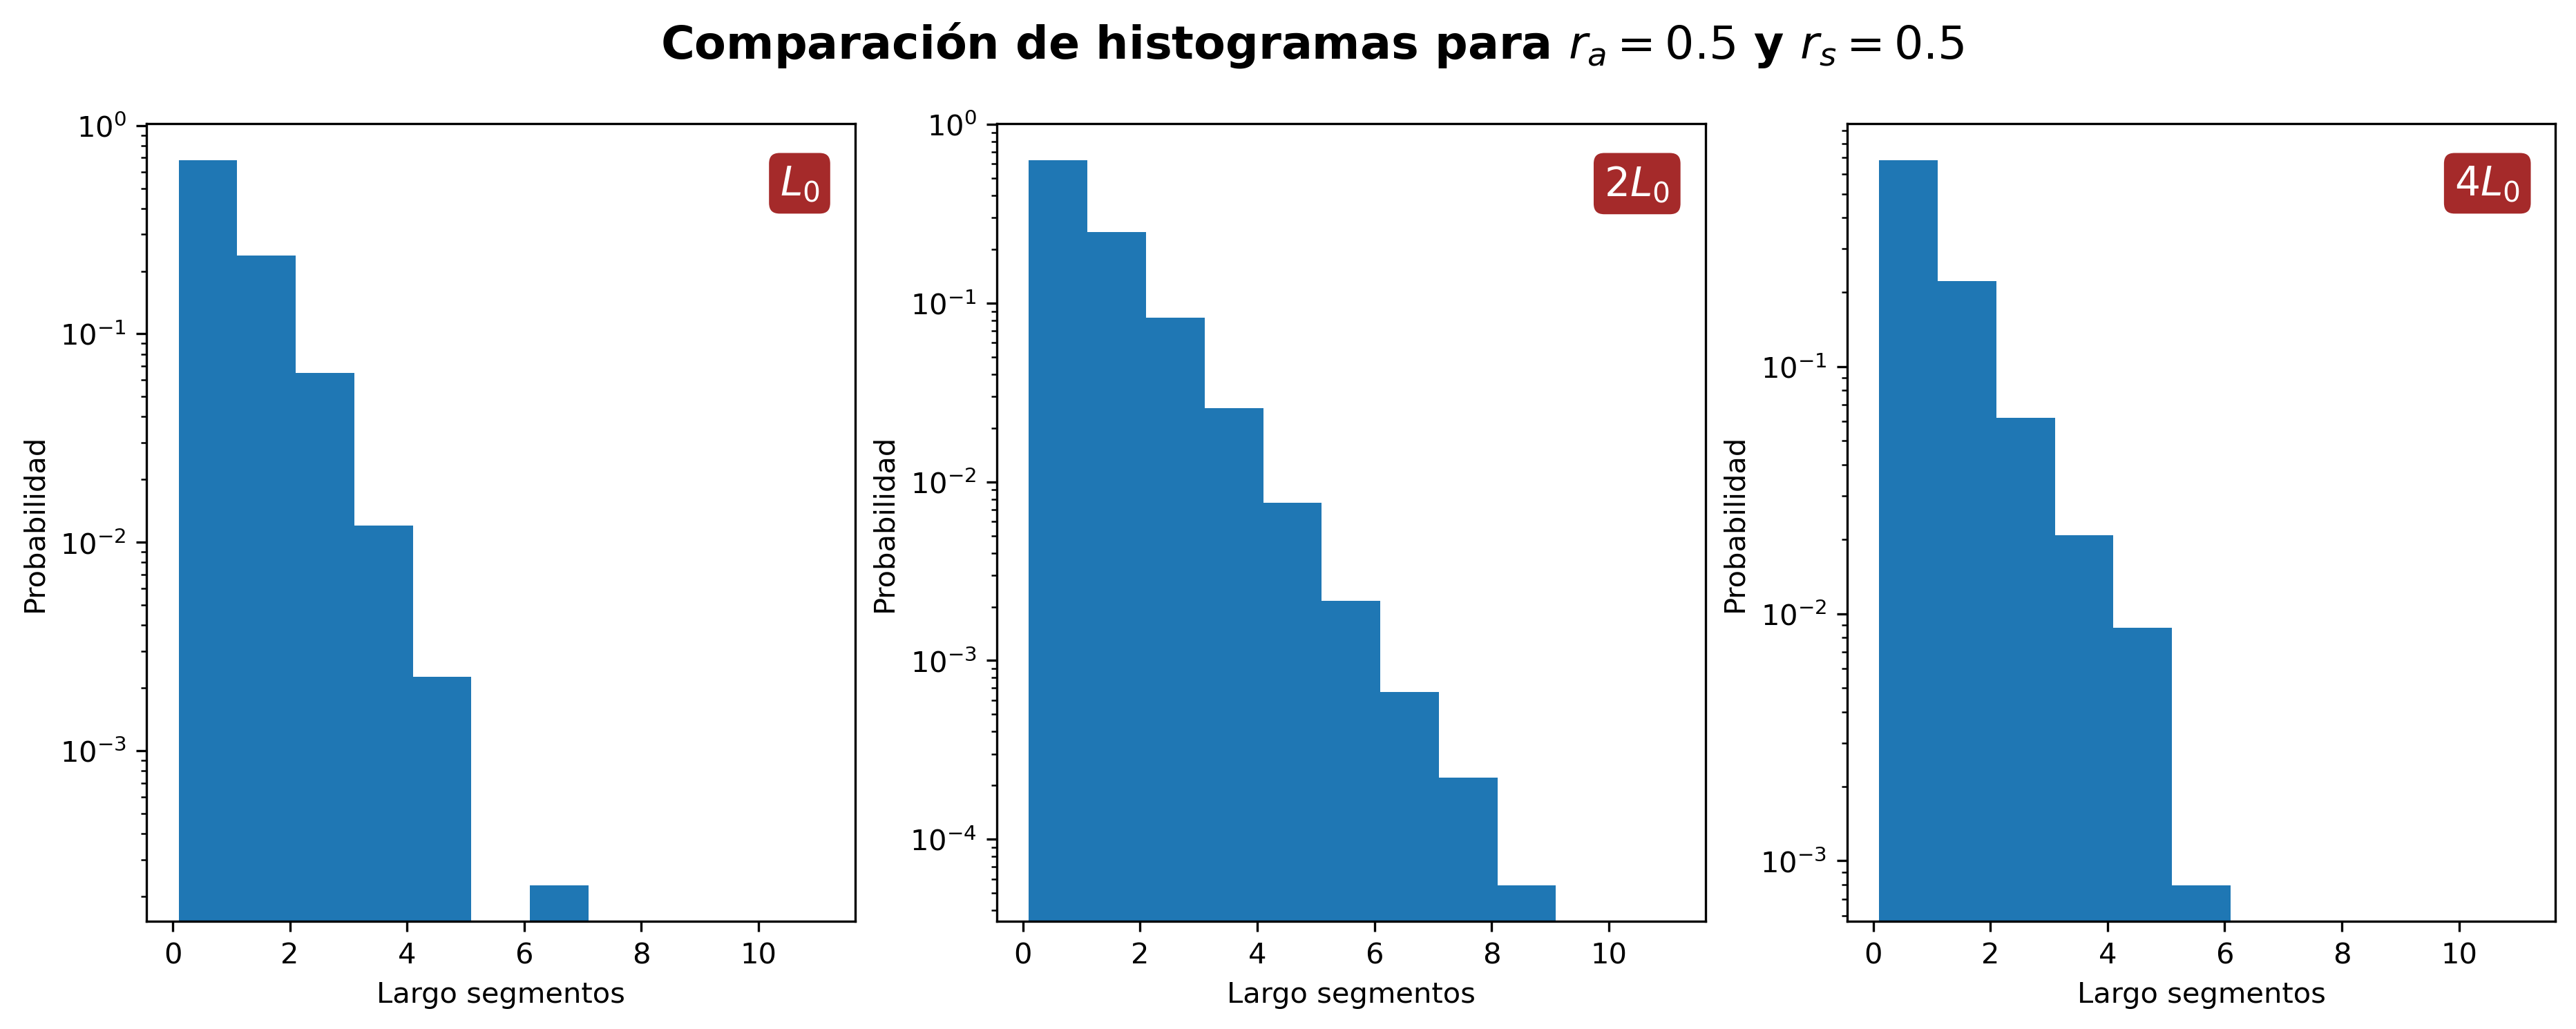 Comparación de histogramas para $r_a = 0.5$ y $r_s = 0.5$
10^0
10^{-1}
10^{-2}
10^{-3}
Probabilidad
0 2 4 6 8 10
Largo segmentos
L_0
10^0
10^{-1}
10^{-2}
10^{-3}
10^{-4}
Probabilidad
0 2 4 6 8 10
Largo segmentos
2L_0
10^{-1}
10^{-2}
10^{-3}
Probabilidad
0 2 4 6 8 10
Largo segmentos
4L_0